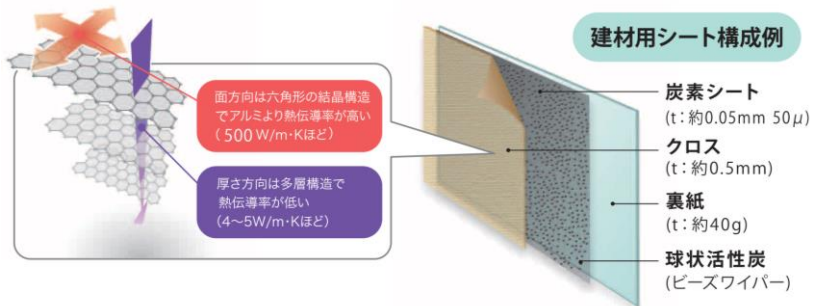 面方向は六角形の結晶構造
でアルミより熱伝導率が高い
(500W/m・Kほど)
厚さ方向は多層構造で
熱伝導率が低い
(4〜5W/m・Kほど)
建材用シート構成例
炭素シート
(t:約0.05mm 50μ)
クロス
(t:約0.5mm)
裏紙
(t:約40g)
球状活性炭
(ビーズワイパー)